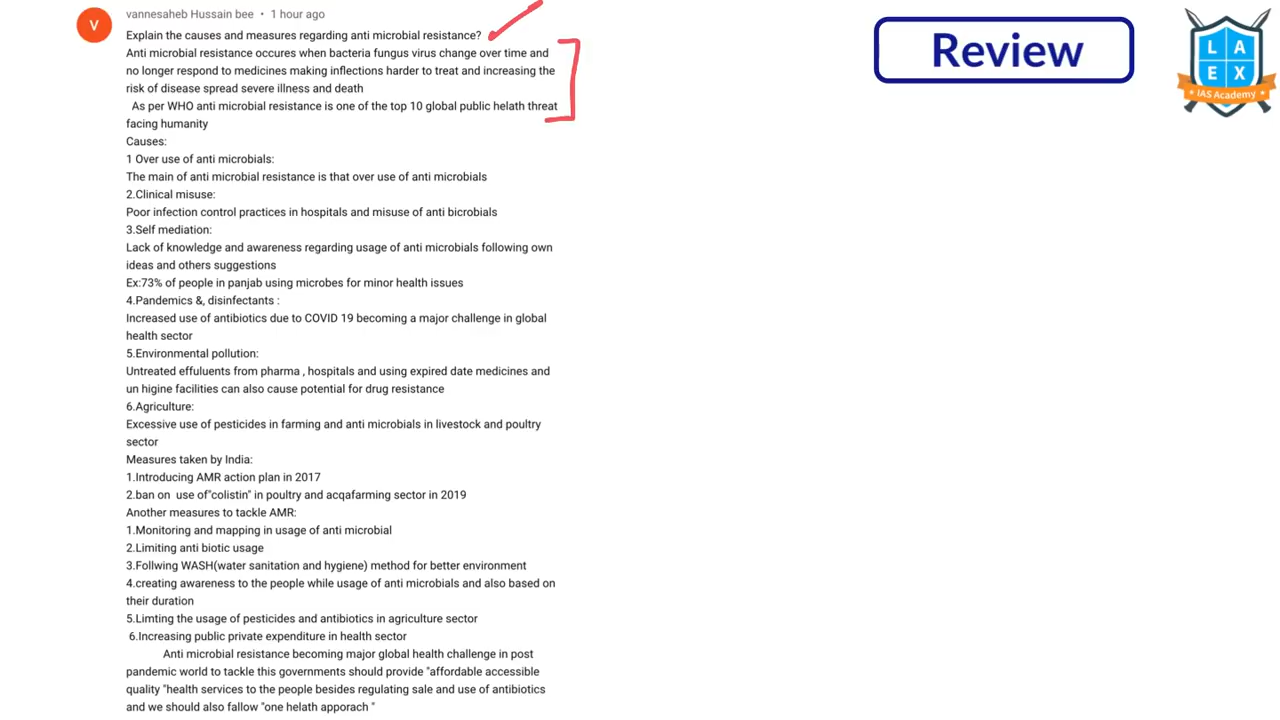 vannesaheb Hussain bee • 1 hour ago
V
Explain the causes and measures regarding anti microbial resistance?
Anti microbial resistance occures when bacteria fungus virus change over time and
no longer respond to medicines making inflections harder to treat and increasing the
risk of disease spread severe illness and death
As per WHO anti microbial resistance is one of the top 10 global public helath threat
facing humanity
Causes:
1 Over use of anti microbials:
The main of anti microbial resistance is that over use of anti microbials
2.Clinical misuse:
Poor infection control practices in hospitals and misuse of anti bicrobials
3.Self mediation:
Lack of knowledge and awareness regarding usage of anti microbials following own
ideas and others suggestions
Ex:73% of people in panjab using microbes for minor health issues
4.Pandemics &, disinfectants :
Increased use of antibiotics due to COVID 19 becoming a major challenge in global
health sector
5.Environmental pollution:
Untreated effuluents from pharma , hospitals and using expired date medicines and
un higine facilities can also cause potential for drug resistance
6.Agriculture:
Excessive use of pesticides in farming and anti microbials in livestock and poultry
sector
Measures taken by India:
1.Introducing AMR action plan in 2017
2.ban on use of"colistin" in poultry and acqafarming sector in 2019
Another measures to tackle AMR:
1.Monitoring and mapping in usage of anti microbial
2.Limiting anti biotic usage
3.Follwing WASH(water sanitation and hygiene) method for better environment
4.creating awareness to the people while usage of anti microbials and also based on
their duration
5.Limting the usage of pesticides and antibiotics in agriculture sector
6.Increasing public private expenditure in health sector
Anti microbial resistance becoming major global health challenge in post
pandemic world to tackle this governments should provide "affordable accessible
quality "health services to the people besides regulating sale and use of antibiotics
and we should also fallow "one helath apporach "
Review
L A
E X
IAS Academy